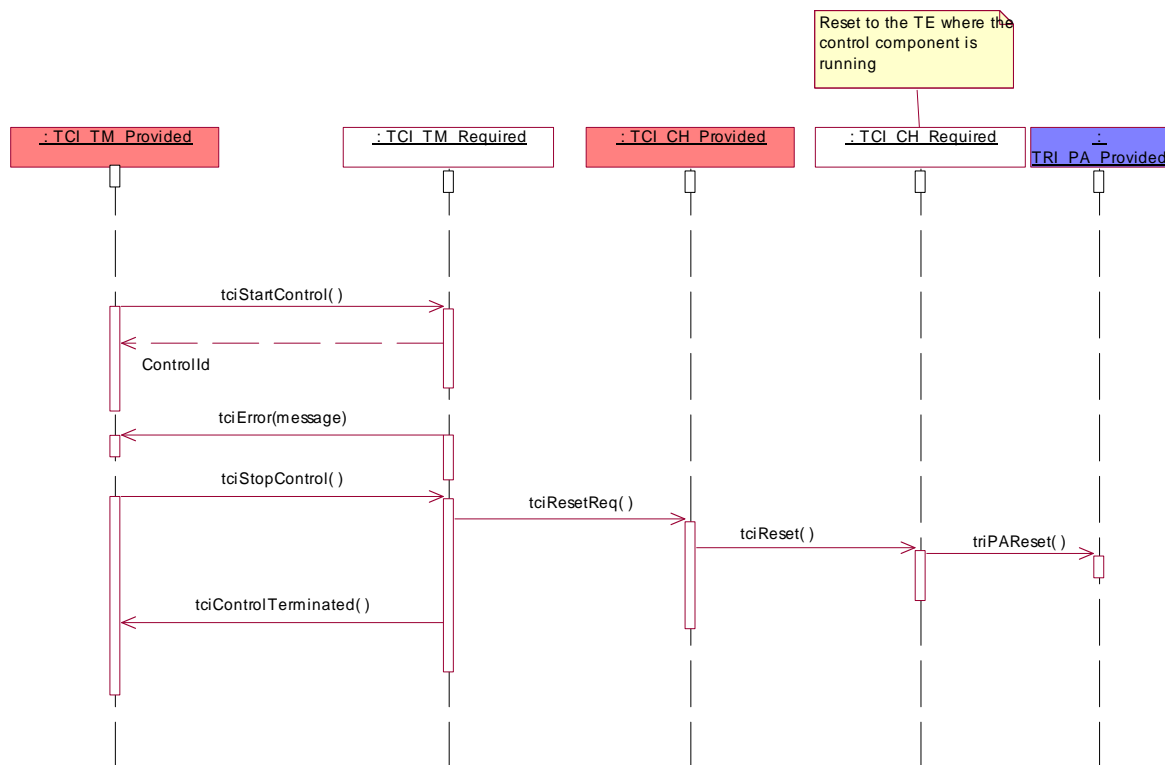 Reset to the TE where the
control component is
running
: TCI_TM_Provided
: TCI_TM_Required
: TCI_CH_Provided
: TCI_CH_Required
:
TRI_PA_Provided
tciStartControl( )
ControlId
tciError(message)
tciStopControl( )
tciResetReq( )
tciReset( )
triPAReset( )
tciControlTerminated( )